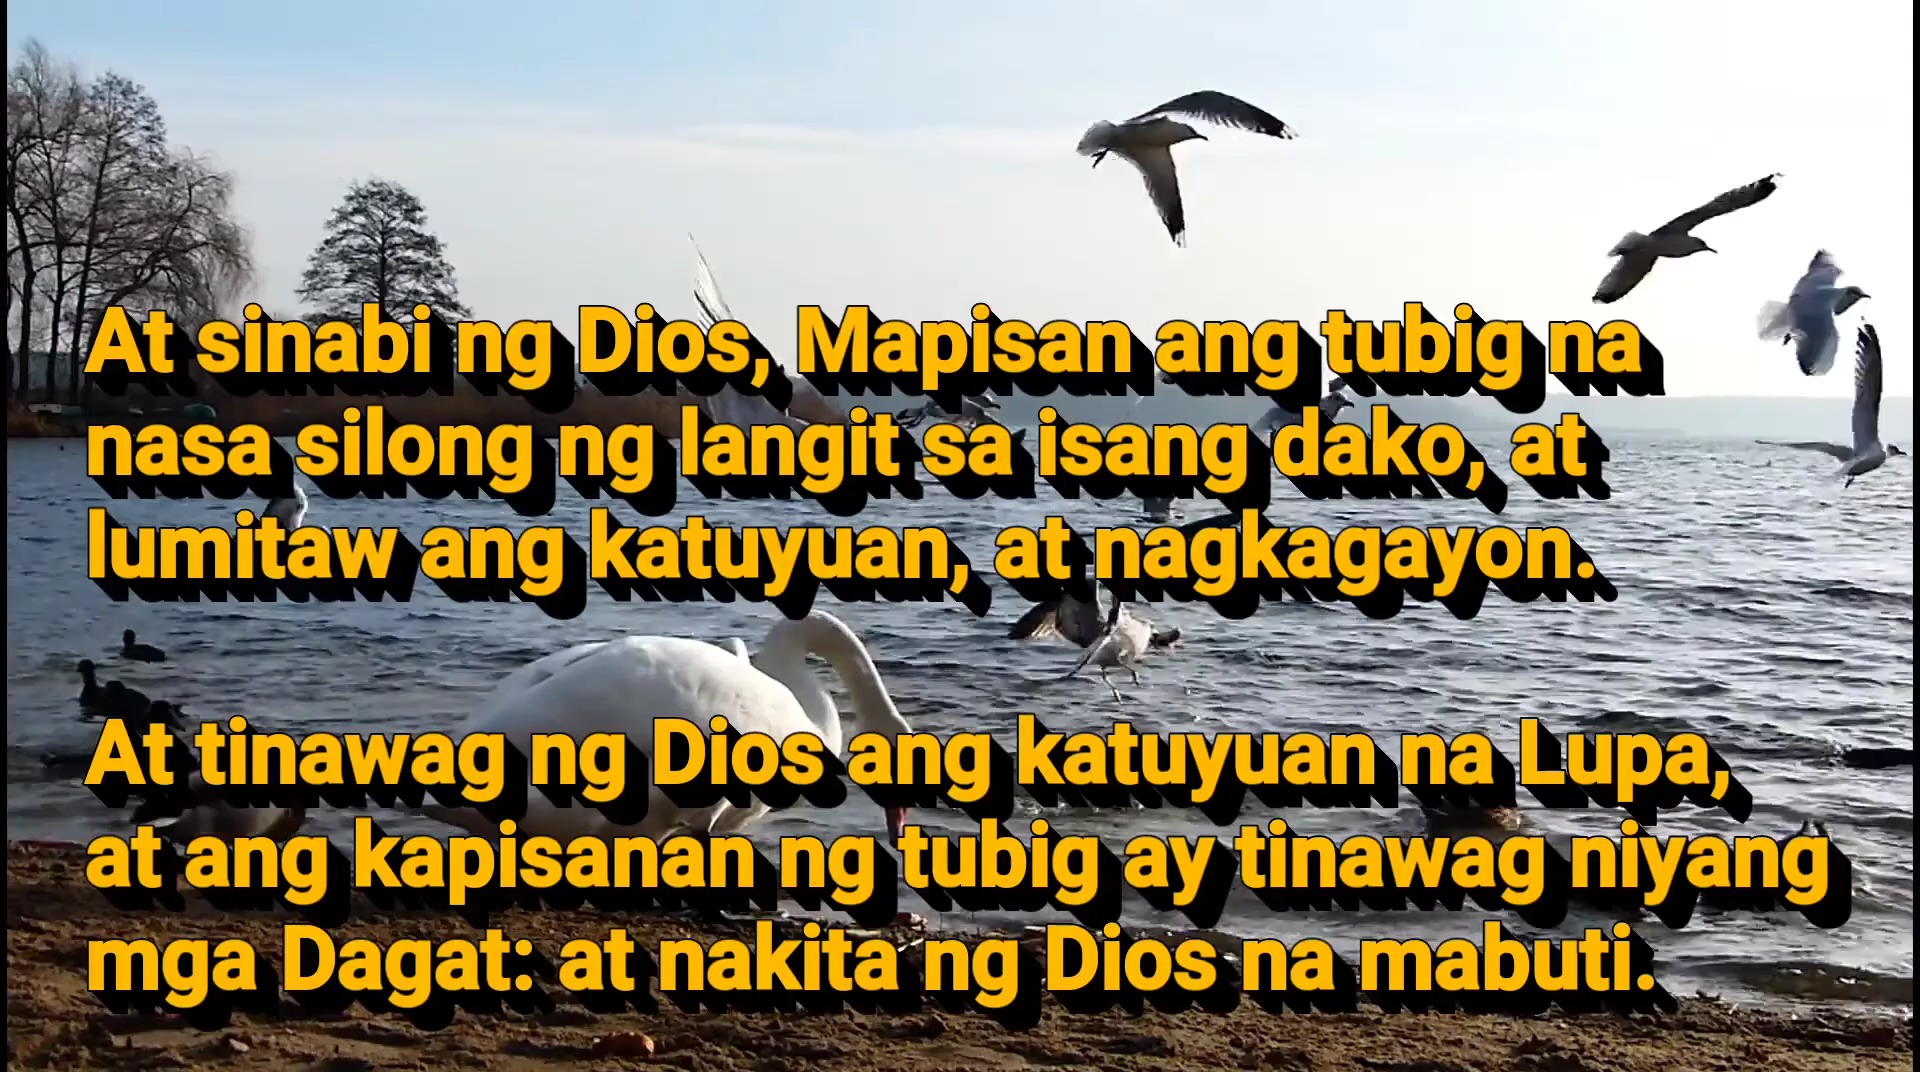 At sinabi ng Dios, Mapisan ang tubig na
nasa silong ng langit sa isang dako, at
lumitaw ang katuyuan, at nagkagayon.
At tinawag ng Dios ang katuyuan na Lupa,
at ang kapisanan ng tubig ay tinawag niyang
mga Dagat: at nakita ng Dios na mabuti.